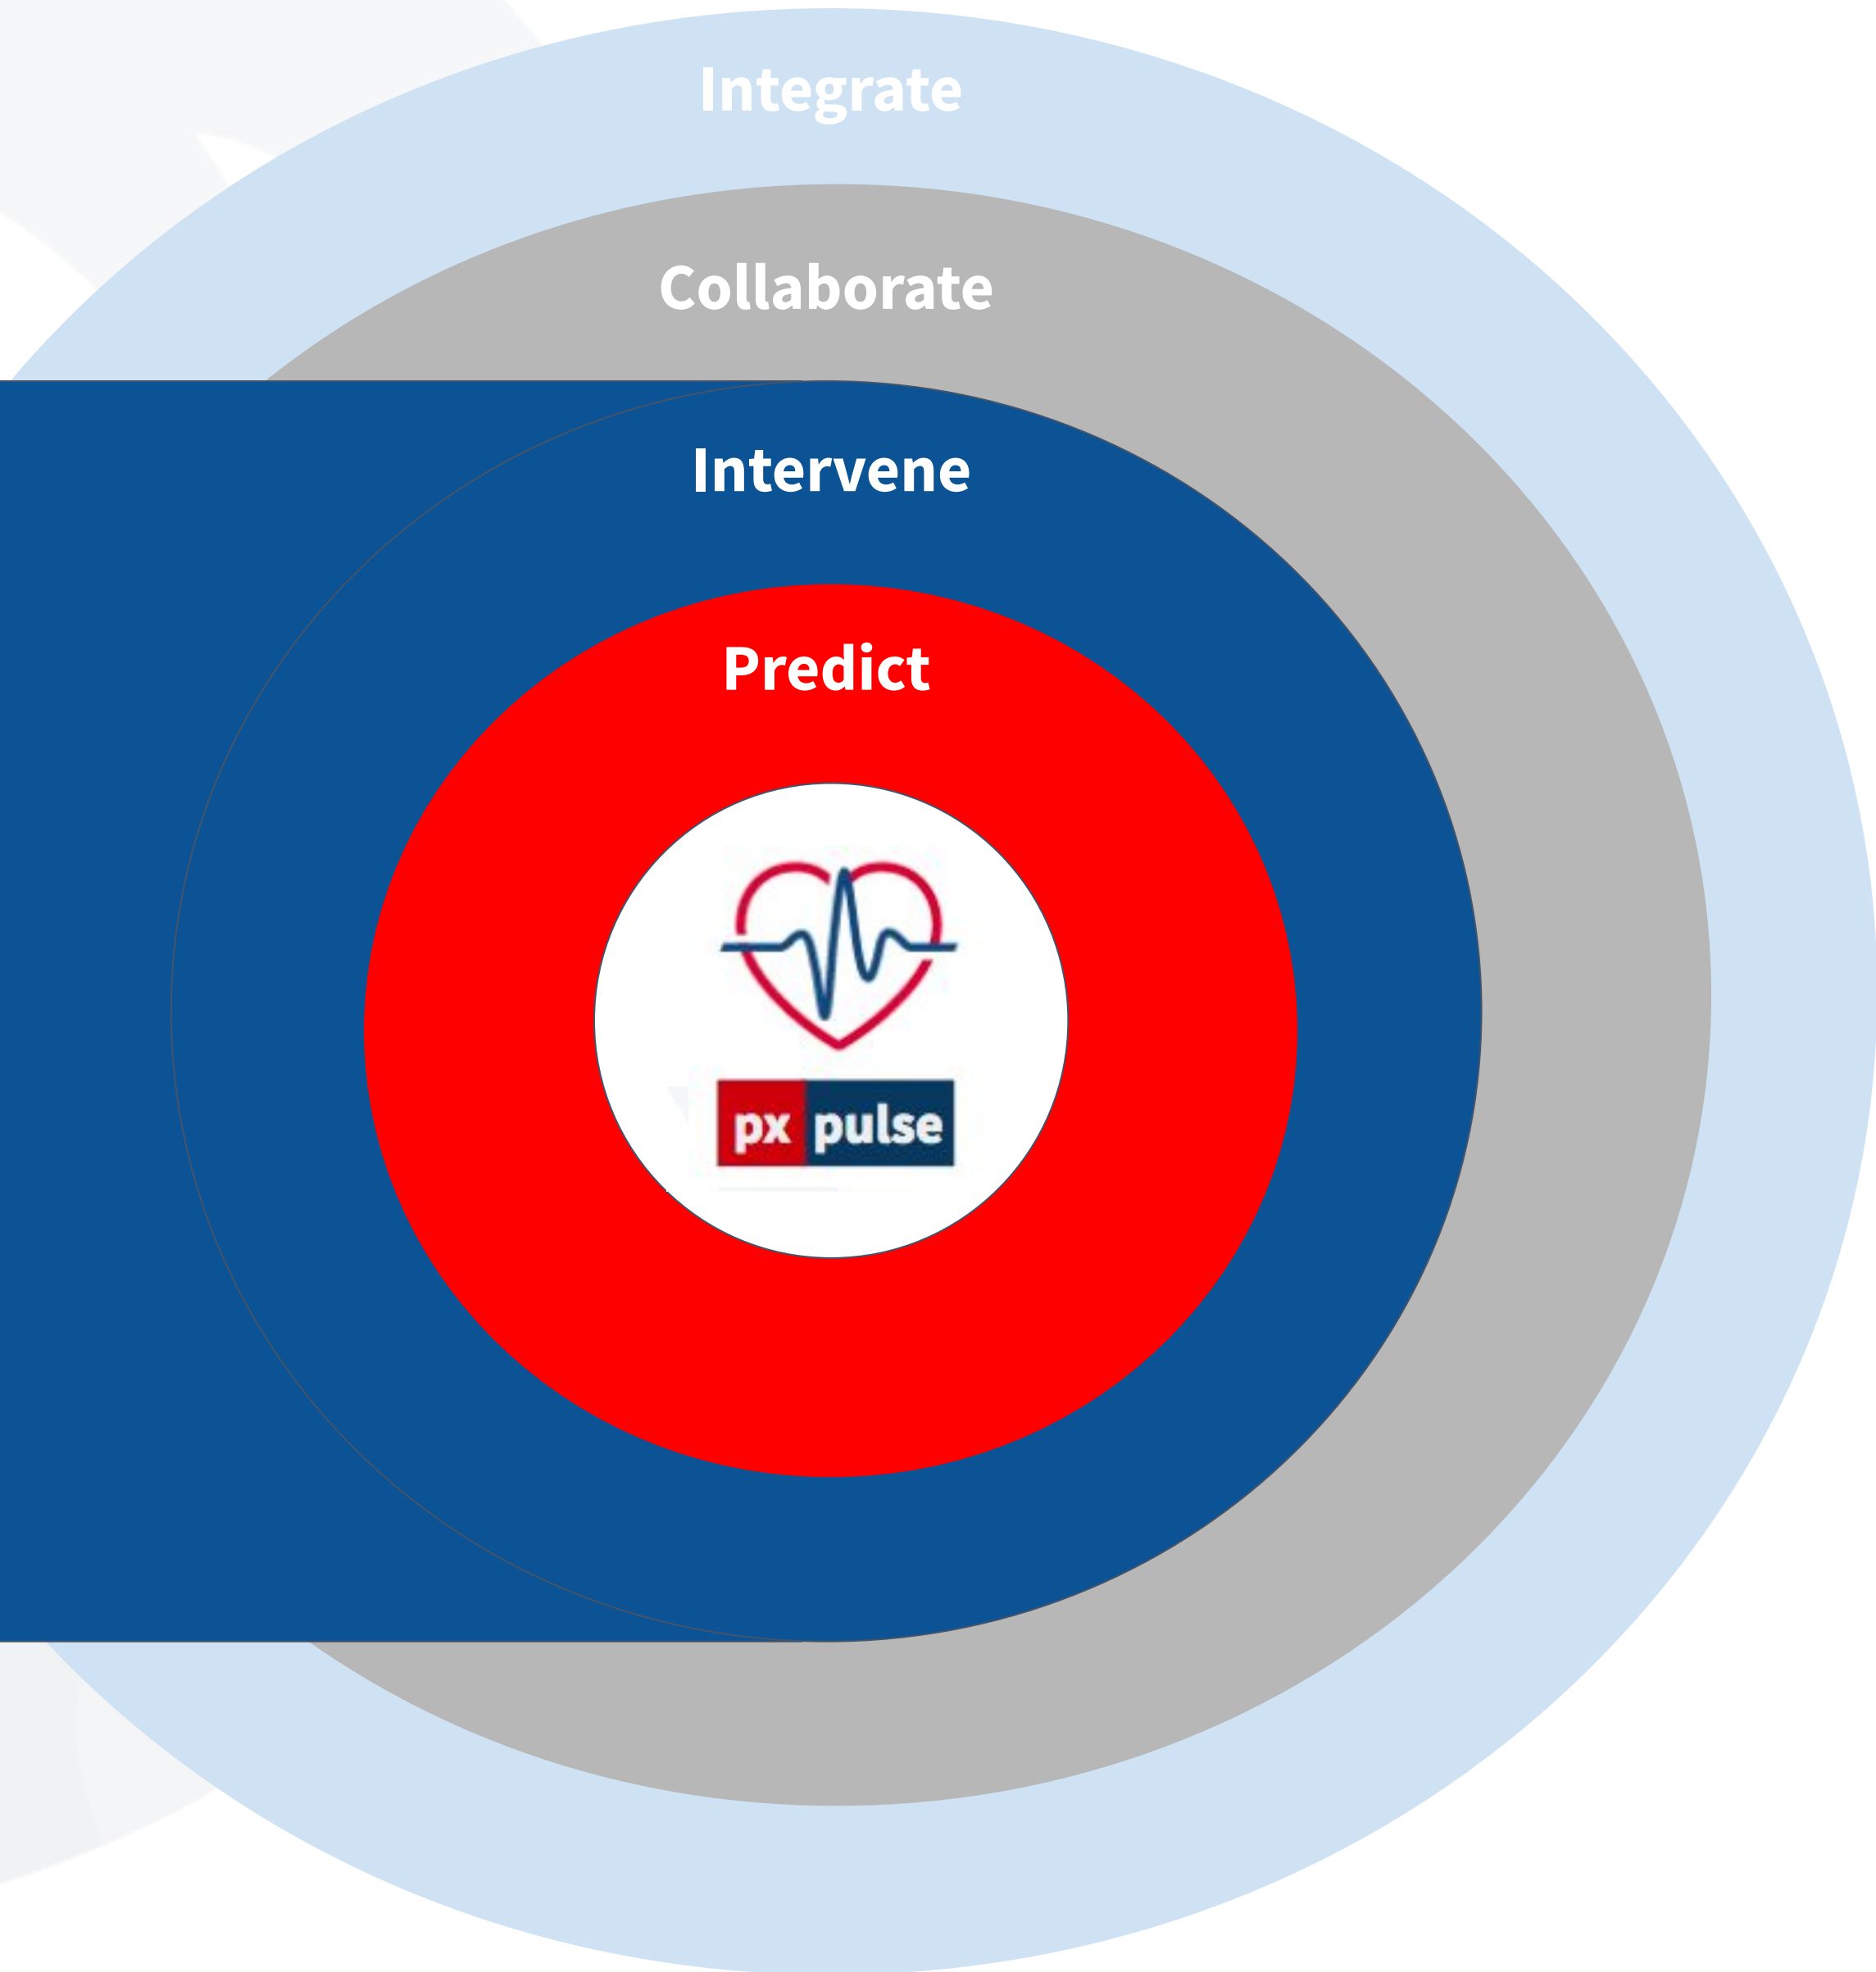 Integrate
Collaborate
Intervene
Predict
px pulse